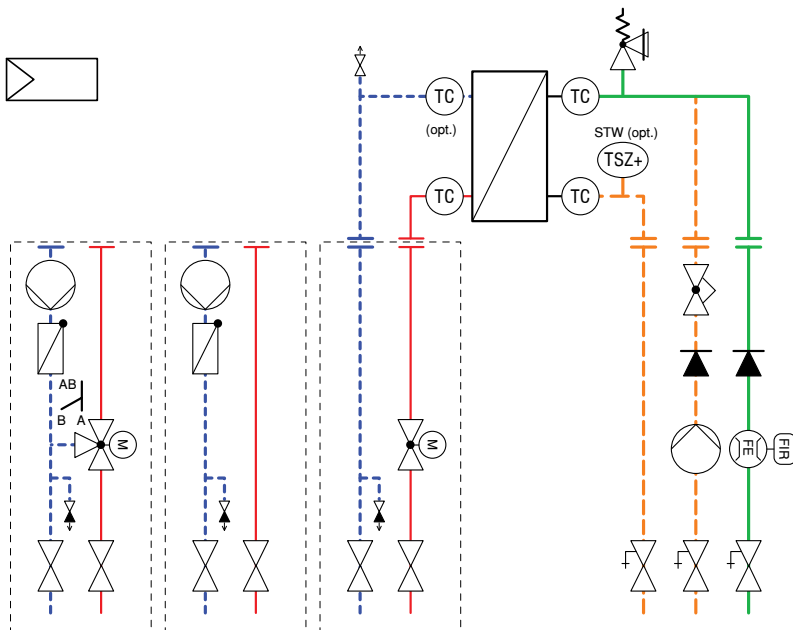 TC
TC
(opt.)
STW (opt.)
TSZ+
TC
TC
AB
B A
M
M
FE
FIR